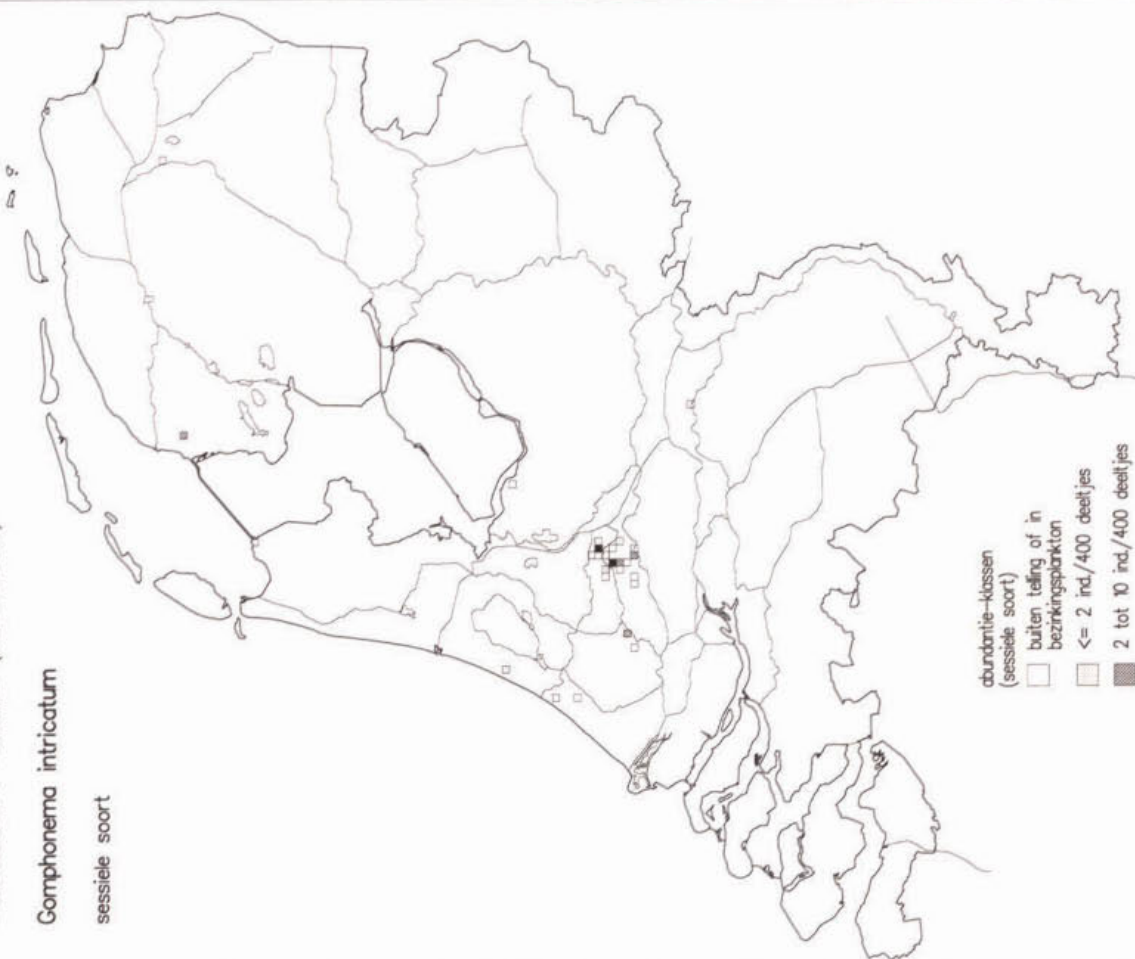 Gomphonema intricatum
sessiele soort
abundantie-klassen
(sessiele soort)
buiten telling of in
bezinkingsplankton
<= 2 ind./400 deeltjes
2 tot 10 ind/400 deeltjes